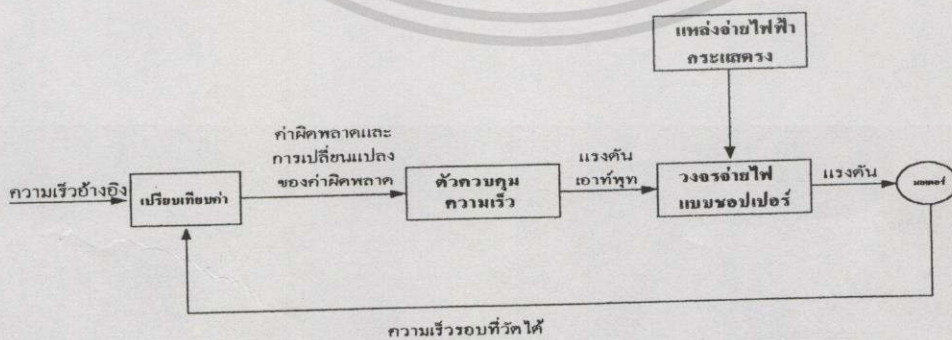 แหล่งจ่ายไฟฟ้า
กระแสตรง
ความเร็วอ้างอิง
เปรียบเทียบค่า
ค่าผิดพลาดและ
การเปลี่ยนแปลง
ของค่าผิดพลาด
ตัวควบคุม
ความเร็ว
แรงดัน
เอาท์พุท
วงจรจ่ายไฟ
แบบชอปเปอร์
แรงดัน
มอเตอร์
ความเร็วรอบที่วัดได้